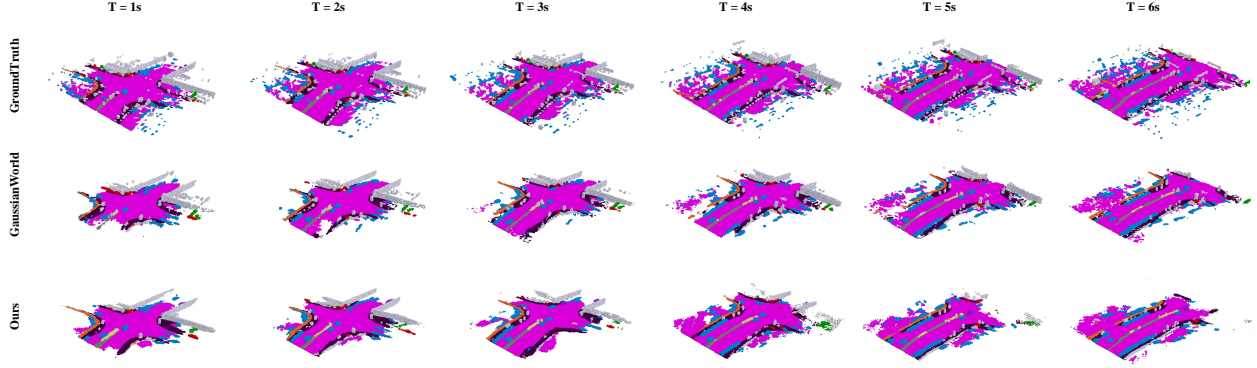 T = 1s T = 2s T = 3s T = 4s T = 5s T = 6s
GroundTruth
GaussianWorld
Ours